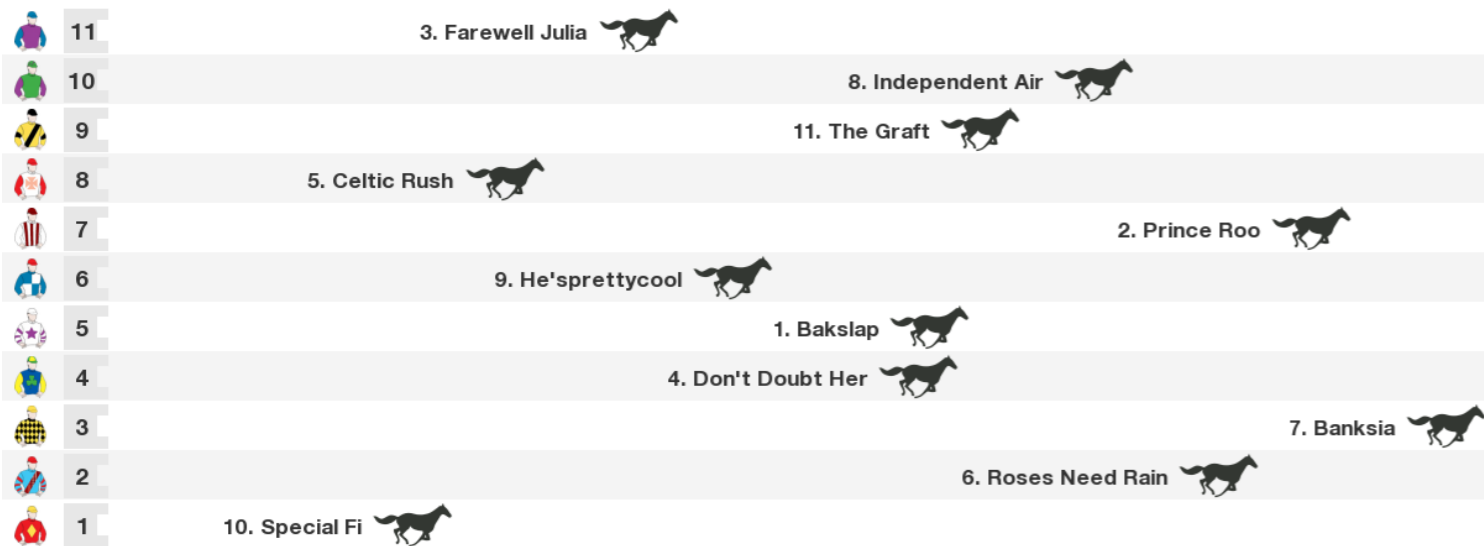 11 3. Farewell Julia
10 8. Independent Air
9 11. The Graft
8 5. Celtic Rush
7 2. Prince Roo
6 9. He'sprettycool
5 1. Bakslap
4 4. Don't Doubt Her
3 7. Banksia
2 6. Roses Need Rain
1 10. Special Fi